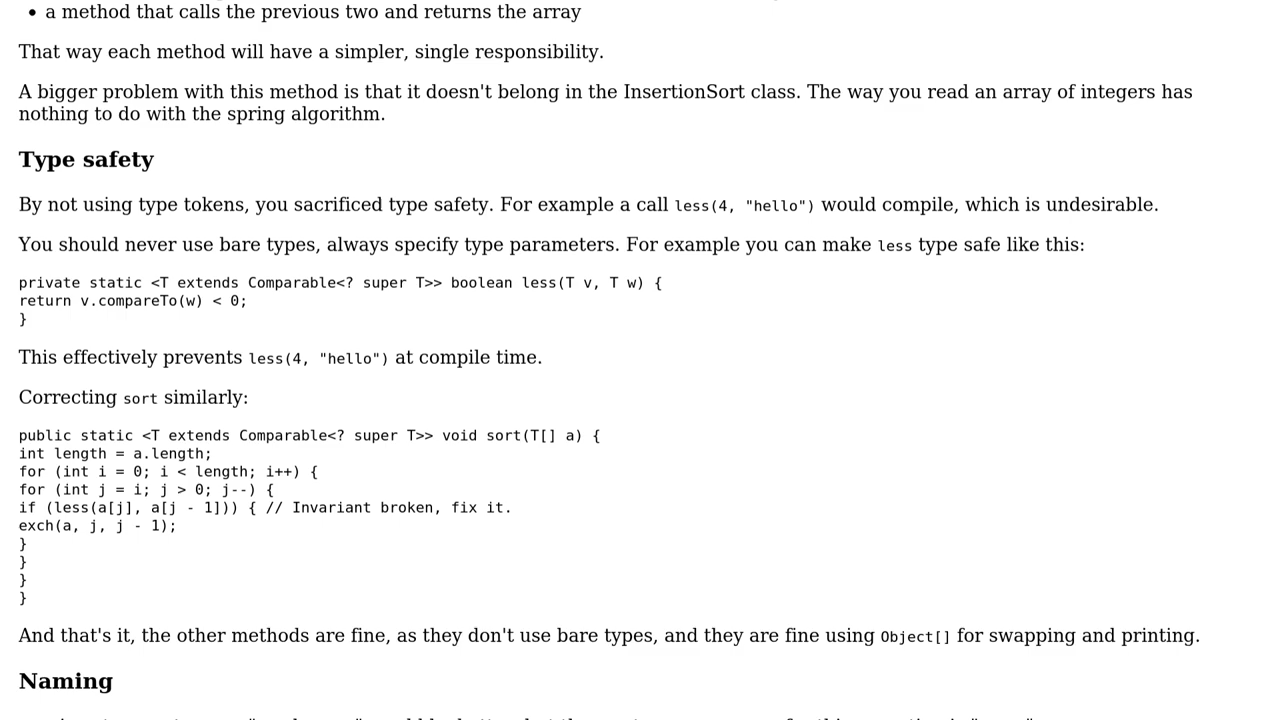 • a method that calls the previous two and returns the array
That way each method will have a simpler, single responsibility.
A bigger problem with this method is that it doesn't belong in the InsertionSort class. The way you read an array of integers has
nothing to do with the spring algorithm.
Type safety
By not using type tokens, you sacrificed type safety. For example a call less(4, "hello") would compile, which is undesirable.
You should never use bare types, always specify type parameters. For example you can make less type safe like this:
private static <T extends Comparable<? super T>> boolean less(T v, T w) {
return v.compareTo(w) < 0;
}
This effectively prevents less(4, "hello") at compile time.
Correcting sort similarly:
public static <T extends Comparable<? super T>> void sort(T[] a) {
int length = a.length;
for (int i = 0; i < length; i++) {
for (int j = i; j > 0; j--) {
if (less(a[j], a[j - 1])) { // Invariant broken, fix it.
exch(a, j, j - 1);
}
}
}
}
And that's it, the other methods are fine, as they don't use bare types, and they are fine using Object[] for swapping and printing.
Naming